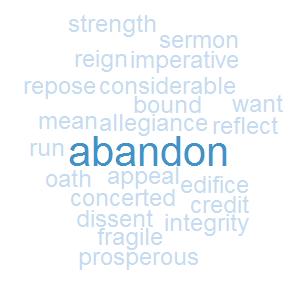 strength
sermon
reign imperative
repose considerable
bound want
mean allegiance reflect
run abandon
oath appeal edifice
concerted credit
dissent integrity
fragile
prosperous